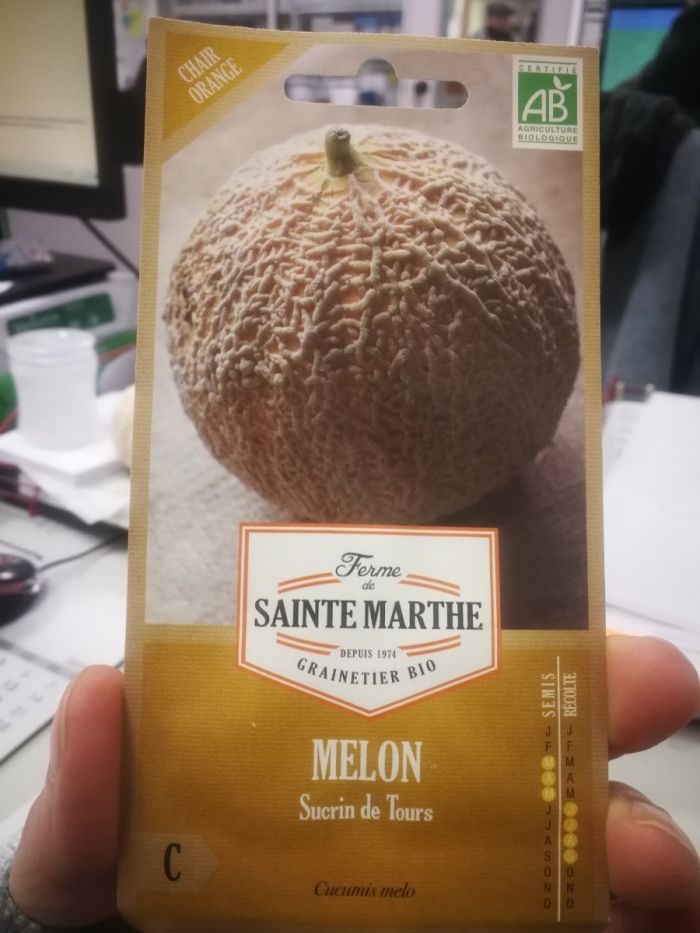 CHAIR
ORANGE
CERTIFIÉ
AB
AGRICULTURE
BIOLOGIQUE
Ferme
de
SAINTE MARTHE
DEPUIS 1974
GRAINETIER BIO
MELON
Sucrin de Tours
C
Cucumis melo
SEMIS
J
F
M
A
M
J
J
A
S
O
N
D
RÉCOLTE
J
F
M
A
M
J
J
A
S
O
N
D